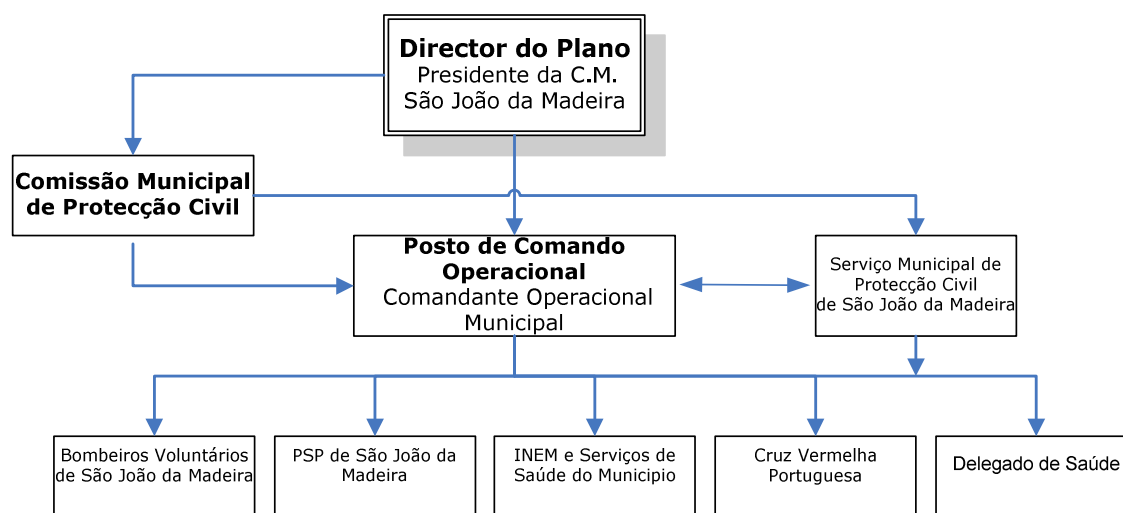 Director do Plano
Presidente da C.M.
São João da Madeira
Comissão Municipal
de Protecção Civil
Posto de Comando
Operacional
Comandante Operacional
Municipal
Serviço Municipal de
Protecção Civil
de São João da Madeira
Bombeiros Voluntários
de São João da Madeira
PSP de São João da
Madeira
INEM e Serviços de
Saúde do Municipio
Cruz Vermelha
Portuguesa
Delegado de Saúde